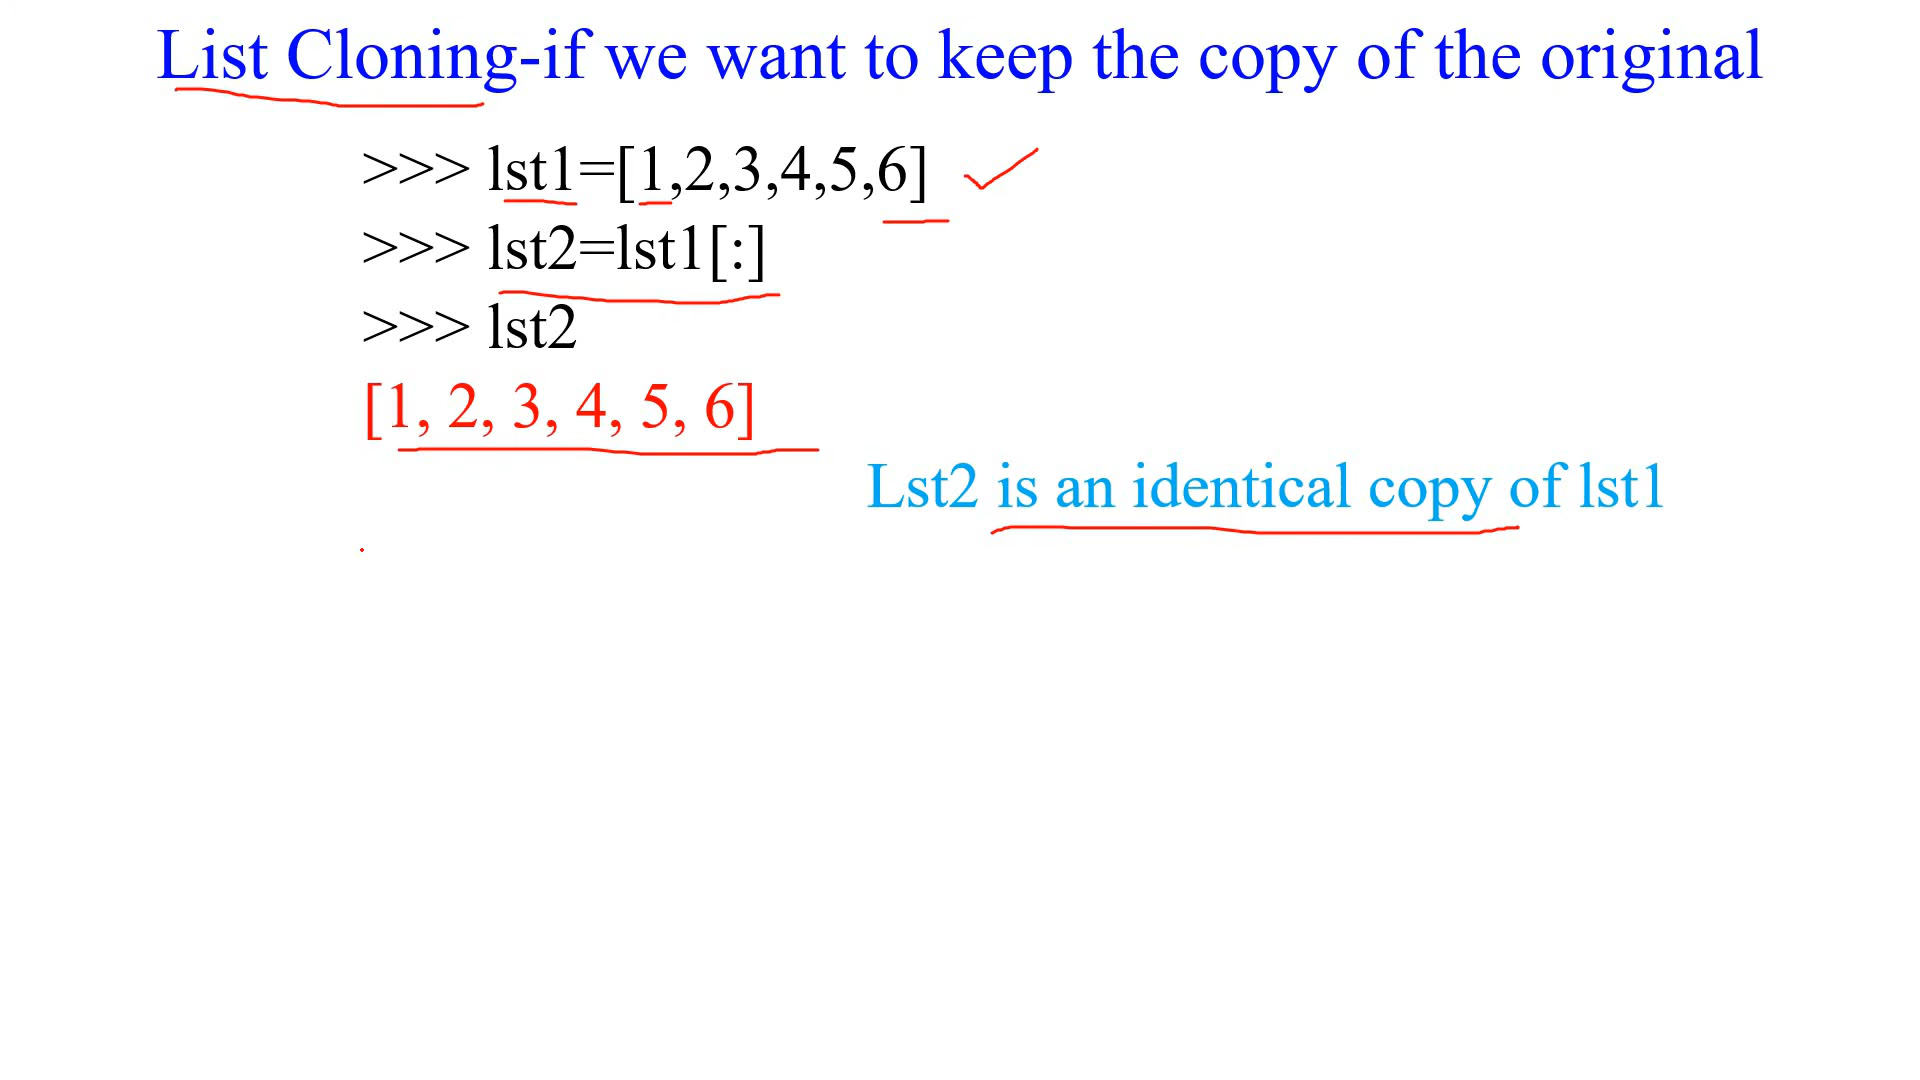 List Cloning-if we want to keep the copy of the original
>>> lst1=[1,2,3,4,5,6]
>>> lst2=lst1[:]
>>> lst2
[1, 2, 3, 4, 5, 6]
Lst2 is an identical copy of lst1